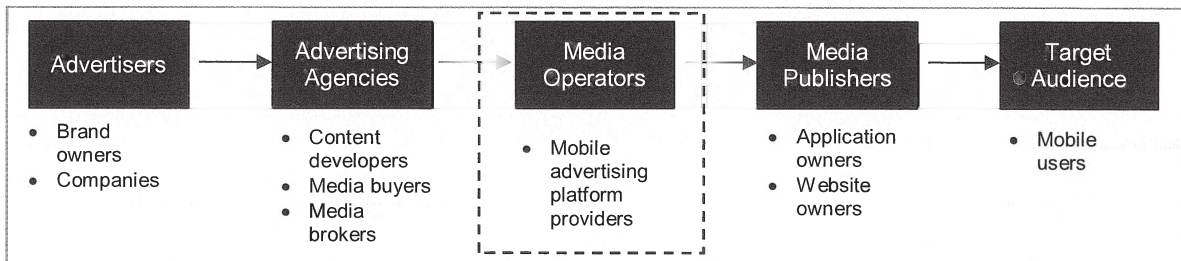 Advertisers
Advertising
Agencies
Media
Operators
Media
Publishers
Target
Audience
• Brand
owners
• Companies
• Content
developers
• Media buyers
• Media
brokers
• Mobile
advertising
platform
providers
• Application
owners
• Website
owners
• Mobile
users